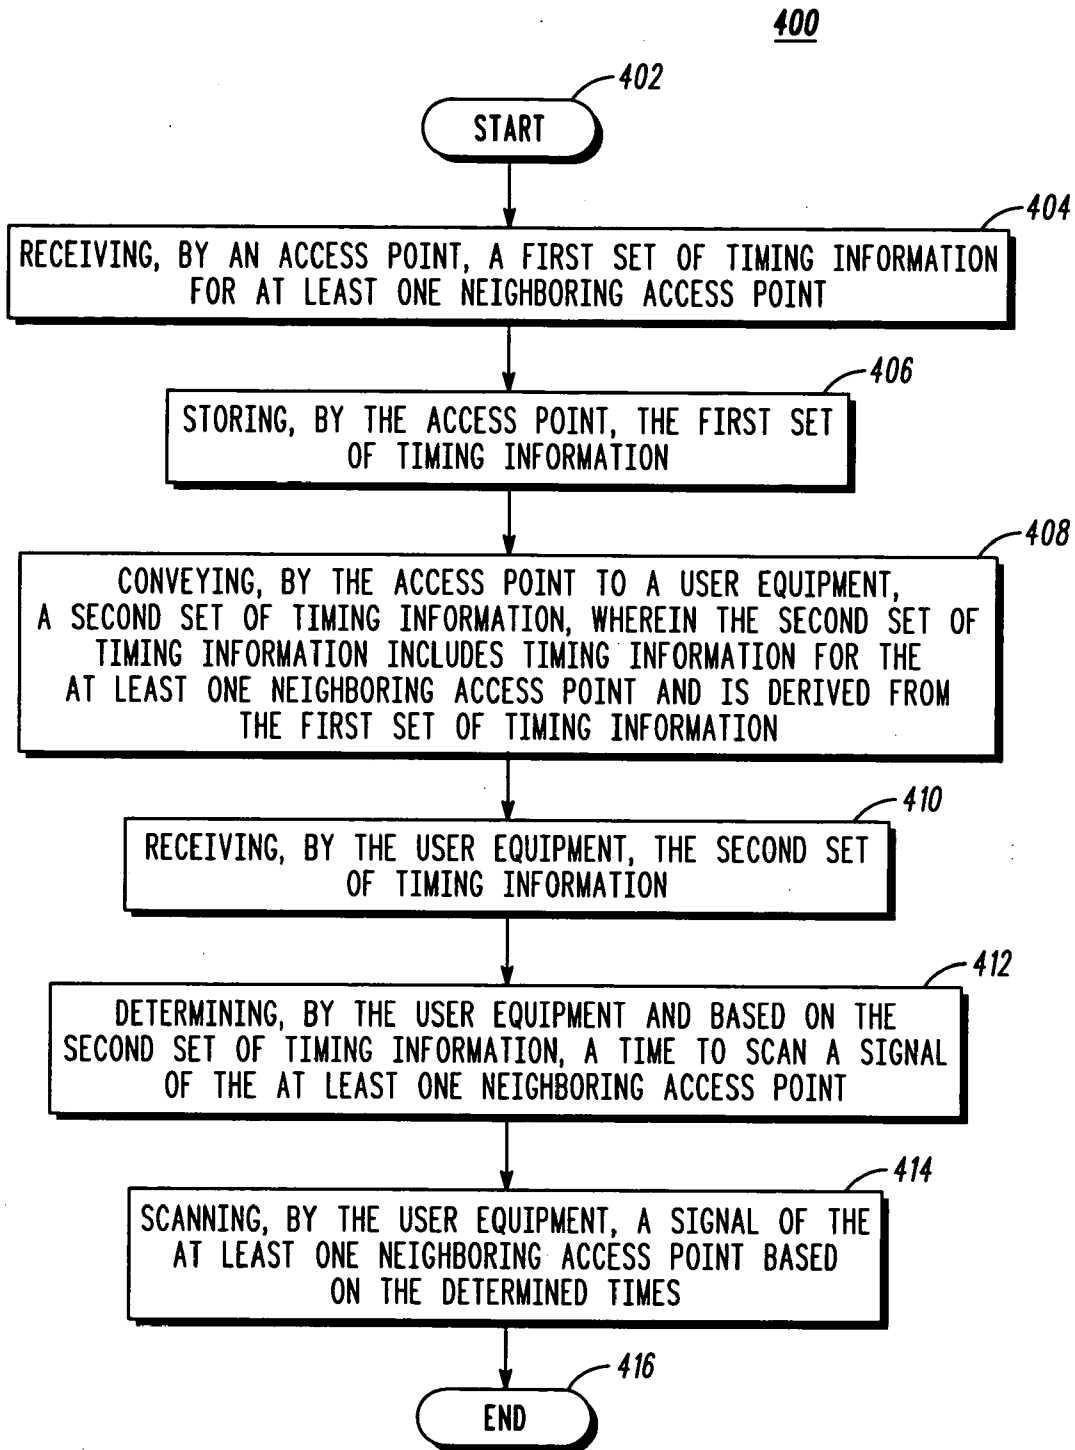 400
402
START
404
RECEIVING, BY AN ACCESS POINT, A FIRST SET OF TIMING INFORMATION
FOR AT LEAST ONE NEIGHBORING ACCESS POINT
406
STORING, BY THE ACCESS POINT, THE FIRST SET
OF TIMING INFORMATION
408
CONVEYING, BY THE ACCESS POINT TO A USER EQUIPMENT,
A SECOND SET OF TIMING INFORMATION, WHEREIN THE SECOND SET OF
TIMING INFORMATION INCLUDES TIMING INFORMATION FOR THE
AT LEAST ONE NEIGHBORING ACCESS POINT AND IS DERIVED FROM
THE FIRST SET OF TIMING INFORMATION
410
RECEIVING, BY THE USER EQUIPMENT, THE SECOND SET
OF TIMING INFORMATION
412
DETERMINING, BY THE USER EQUIPMENT AND BASED ON THE
SECOND SET OF TIMING INFORMATION, A TIME TO SCAN A SIGNAL
OF THE AT LEAST ONE NEIGHBORING ACCESS POINT
414
SCANNING, BY THE USER EQUIPMENT, A SIGNAL OF THE
AT LEAST ONE NEIGHBORING ACCESS POINT BASED
ON THE DETERMINED TIMES
416
END